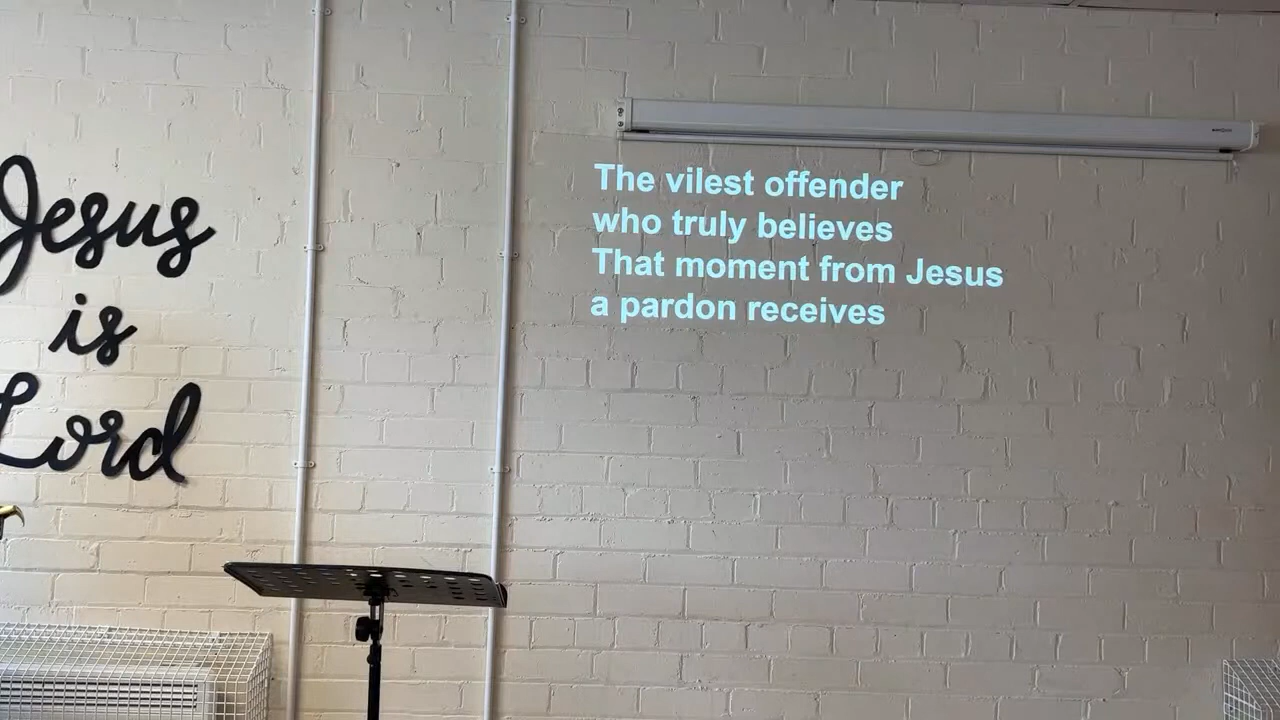 Jesus
is
Lord
The vilest offender
who truly believes
That moment from Jesus
a pardon receives